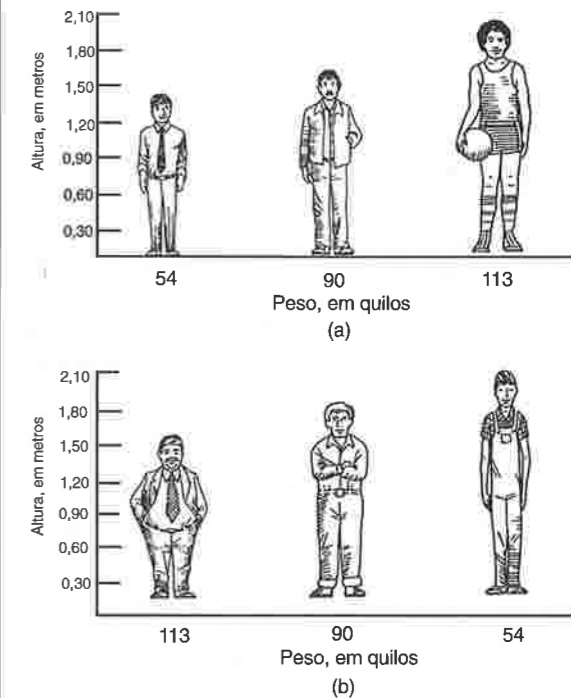 Altura, em metros
2,10
1,80
1,50
1,20
0,90
0,60
0,30
54 90 113
Peso, em quilos
(a)
Altura, em metros
2,10
1,80
1,50
1,20
0,90
0,60
0,30
113 90 54
Peso, em quilos
(b)